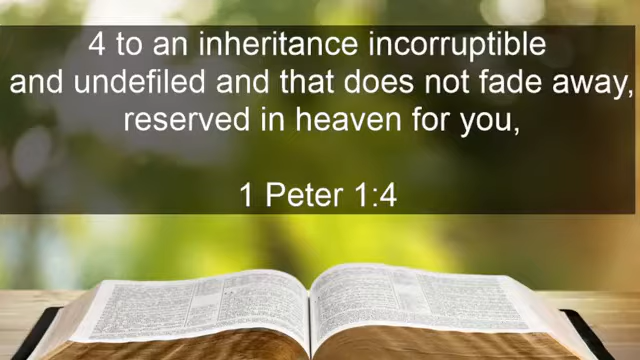 4 to an inheritance incorruptible
and undefiled and that does not fade away,
reserved in heaven for you,
1 Peter 1:4